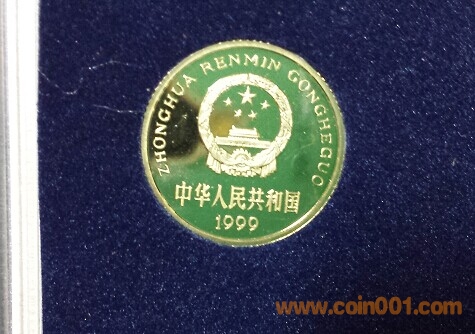 ZHONGHUA RENMIN GONGHEGUO
中华人民共和国
1999
www.coin001.com